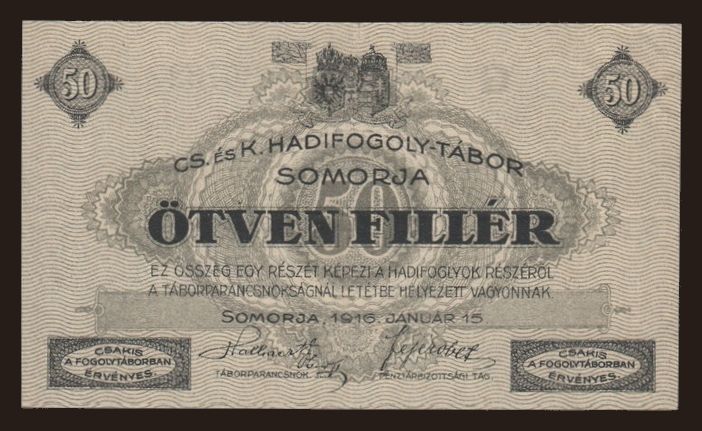 50 50
CS. ÉS K. HADIFOGOLY-TÁBOR
SOMORJA
50
ÖTVEN FILLÉR
EZ ÖSSZEG EGY RÉSZÉT KÉPEZI A HADIFOGLYOK RÉSZÉRŐL
A TÁBORPARANCSNOKSÁGNÁL LETÉTBE HELYEZETT VAGYONNAK.
SOMORJA, 1916. JANUÁR 15
CSAKIS
A FOGOLYTÁBORBAN
ÉRVÉNYES.
TÁBORPARANCSNOK.
PÉNZTÁRBIZOTTSÁGI TAG.
CSAKIS
A FOGOLYTÁBORBAN
ÉRVÉNYES.